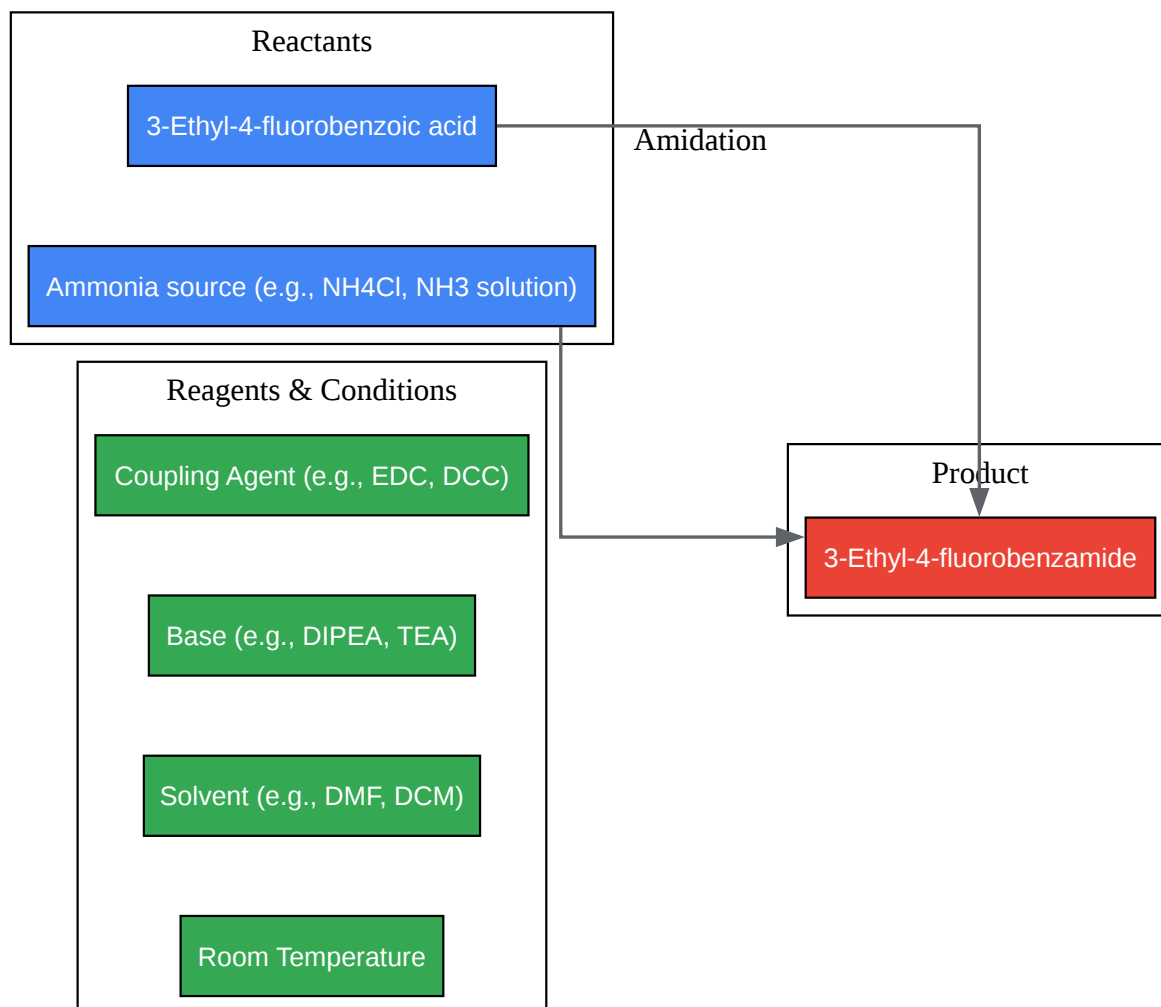 Reactants
3-Ethyl-4-fluorobenzoic acid
Amidation
Ammonia source (e.g., NH4Cl, NH3 solution)
Reagents & Conditions
Coupling Agent (e.g., EDC, DCC)
Product
3-Ethyl-4-fluorobenzamide
Base (e.g., DIPEA, TEA)
Solvent (e.g., DMF, DCM)
Room Temperature